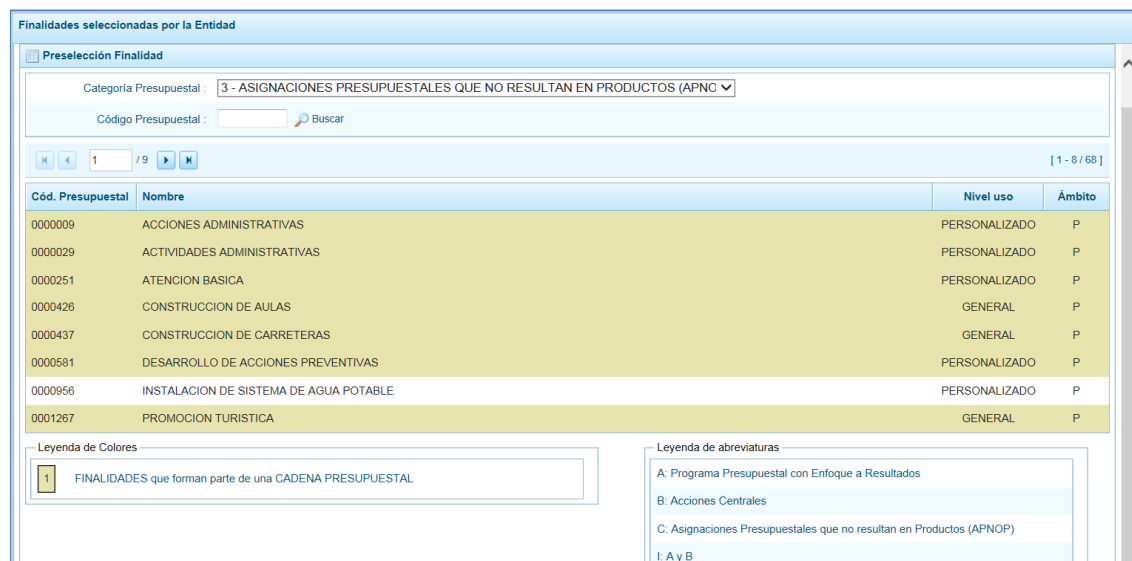 Finalidades seleccionadas por la Entidad
Preselección Finalidad
Categoría Presupuestal : 3 - ASIGNACIONES PRESUPUESTALES QUE NO RESULTAN EN PRODUCTOS (APNO
Código Presupuestal : Buscar
1 / 9 [ 1 - 8 / 68 ]
Cód. Presupuestal Nombre Nivel uso Ámbito
0000009 ACCIONES ADMINISTRATIVAS PERSONALIZADO P
0000029 ACTIVIDADES ADMINISTRATIVAS PERSONALIZADO P
0000251 ATENCION BASICA PERSONALIZADO P
0000426 CONSTRUCCION DE AULAS GENERAL P
0000437 CONSTRUCCION DE CARRETERAS GENERAL P
0000581 DESARROLLO DE ACCIONES PREVENTIVAS PERSONALIZADO P
0000956 INSTALACION DE SISTEMA DE AGUA POTABLE PERSONALIZADO P
0001267 PROMOCION TURISTICA GENERAL P
Leyenda de Colores
1 FINALIDADES que forman parte de una CADENA PRESUPUESTAL
Leyenda de abreviaturas
A: Programa Presupuestal con Enfoque a Resultados
B: Acciones Centrales
C: Asignaciones Presupuestales que no resultan en Productos (APNOP)
I: A y B